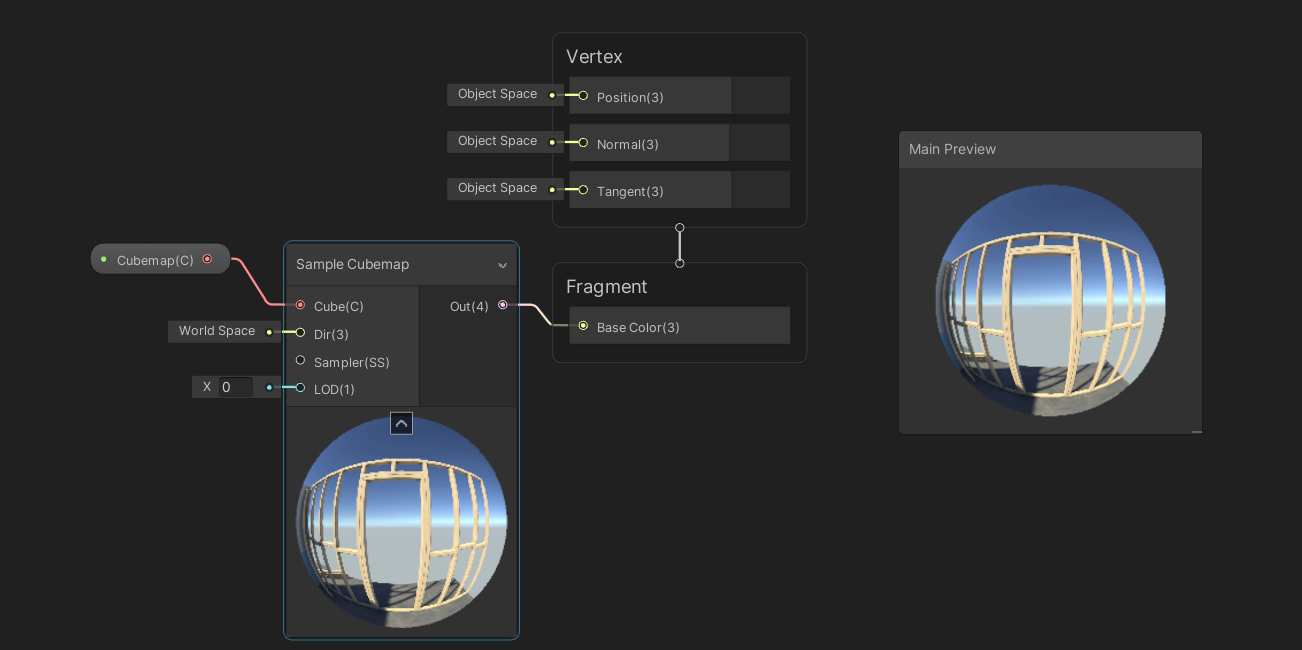 Vertex
Object Space
Position(3)
Object Space
Normal(3)
Object Space
Tangent(3)
Main Preview
Cubemap(C)
Sample Cubemap
Cube(C)
Out(4)
World Space
Dir(3)
Sampler(SS)
X 0
LOD(1)
Fragment
Base Color(3)